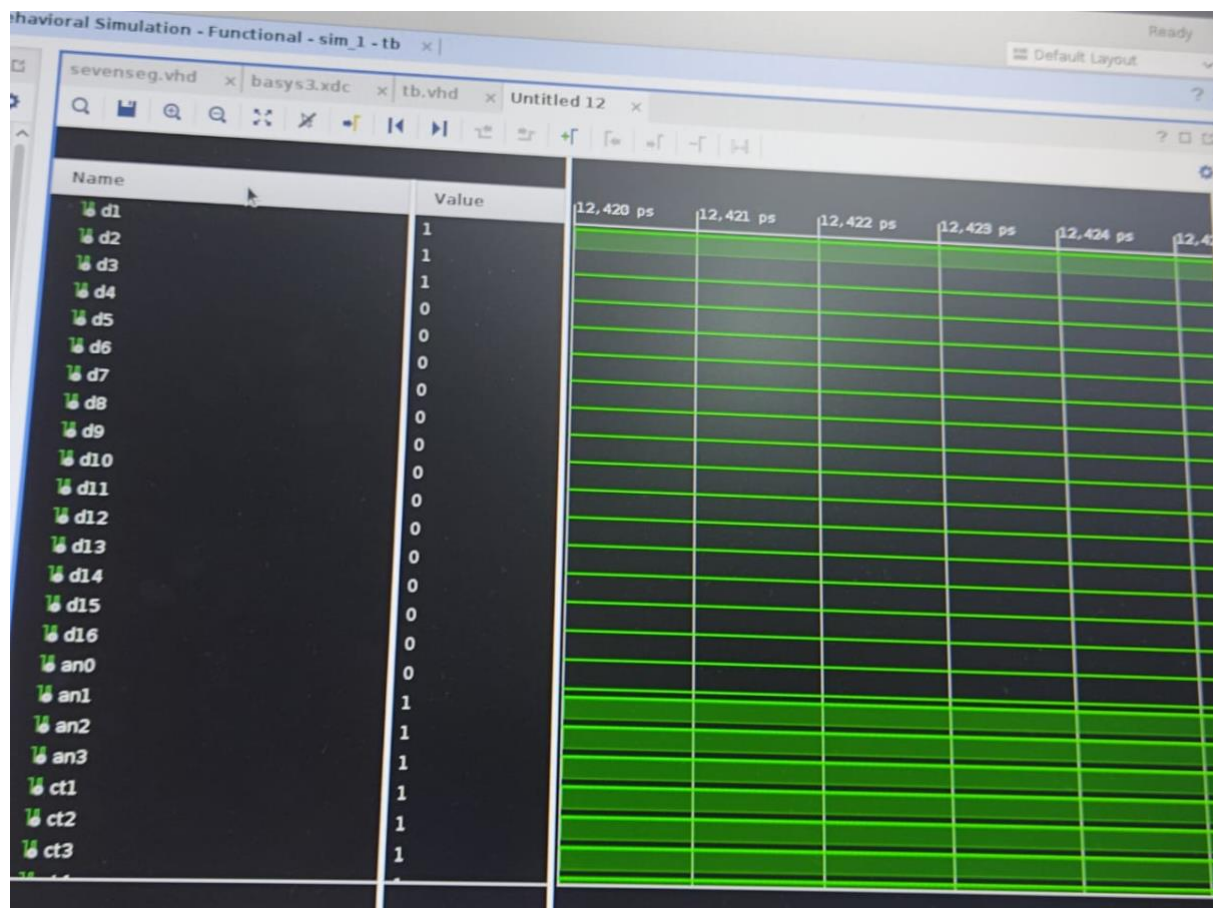 havioral Simulation - Functional - sim_1 - tb
Ready
Default Layout
sevenseg.vhd basys3.xdc tb.vhd Untitled 12
Name Value
12,420 ps 12,421 ps 12,422 ps 12,423 ps 12,424 ps 12,4
d1 1
d2 1
d3 1
d4 0
d5 0
d6 0
d7 0
d8 0
d9 0
d10 0
d11 0
d12 0
d13 0
d14 0
d15 0
d16 0
an0 0
an1 1
an2 1
an3 1
ct1 1
ct2 1
ct3 1